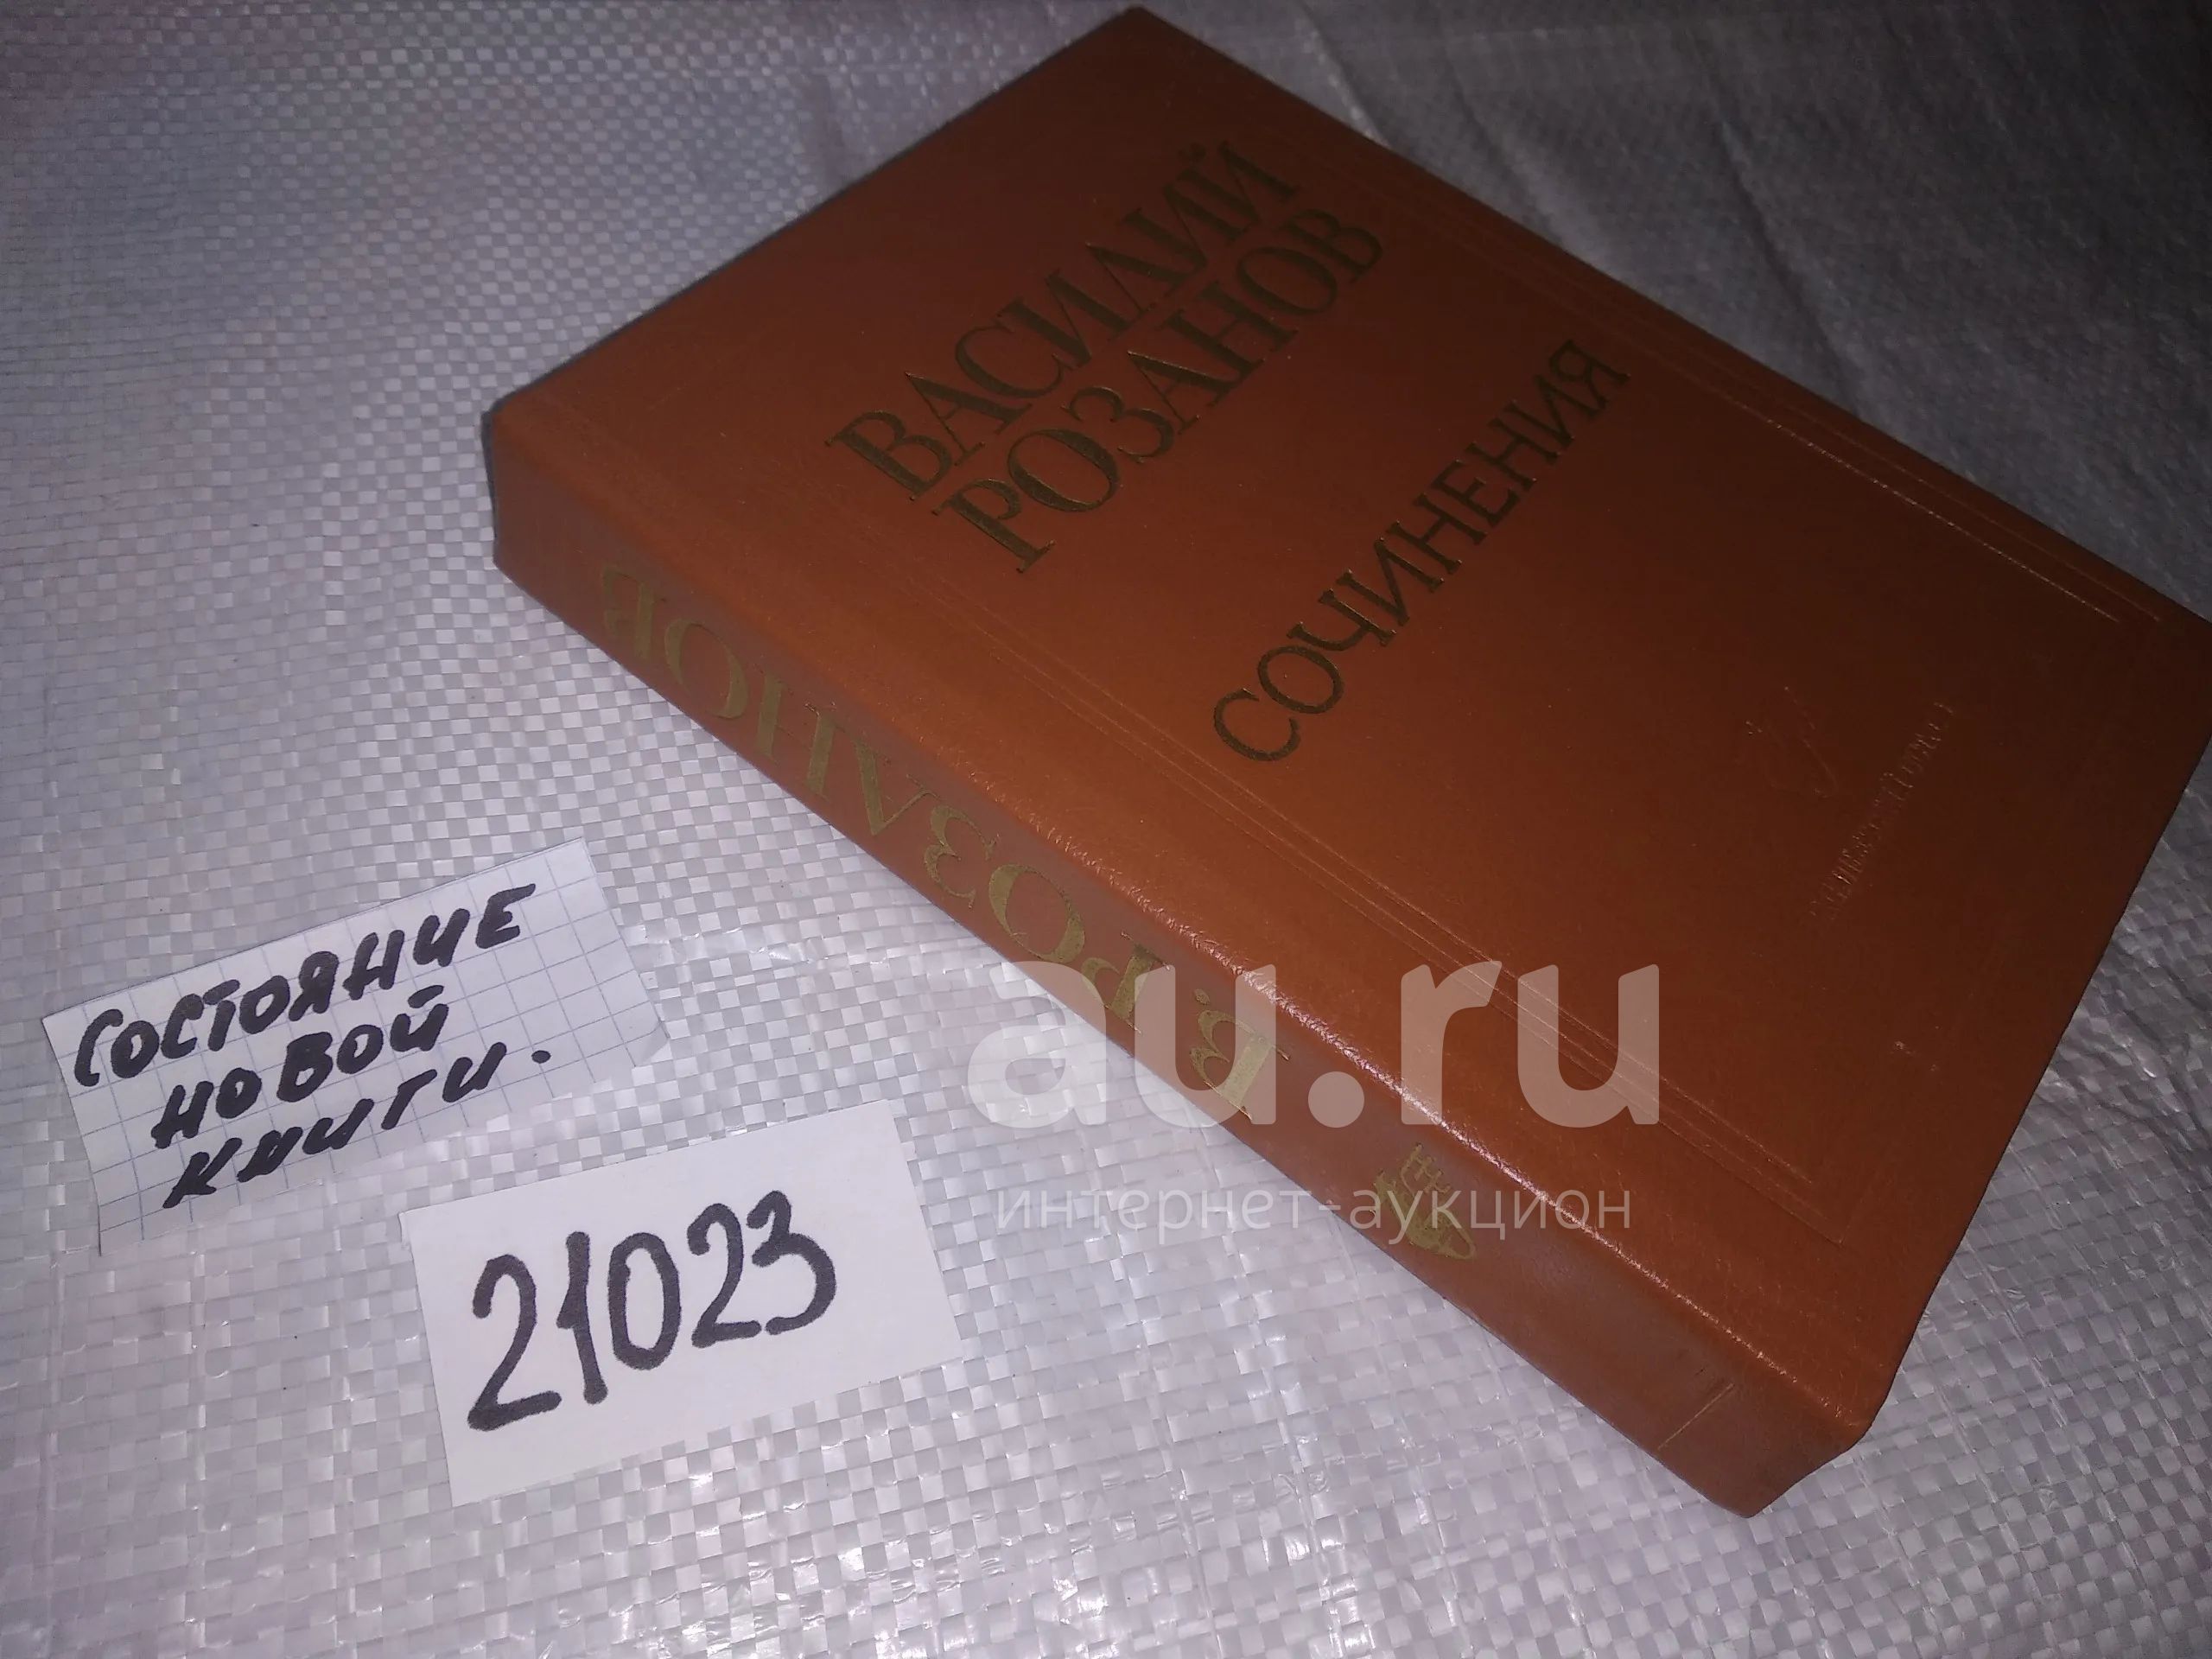 ВАСИЛИЙ
РОЗАНОВ
СОЧИНЕНИЯ
В. РОЗАНОВ
СОСТОЯНИЕ
НОВОЙ
КНИГИ.
21023
au.ru
интернет-аукцион